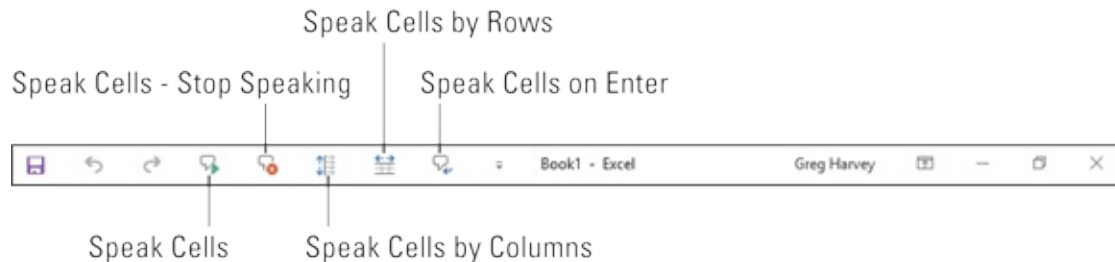 Speak Cells by Rows
Speak Cells - Stop Speaking
Speak Cells on Enter
Book1 - Excel
Greg Harvey
Speak Cells
Speak Cells by Columns